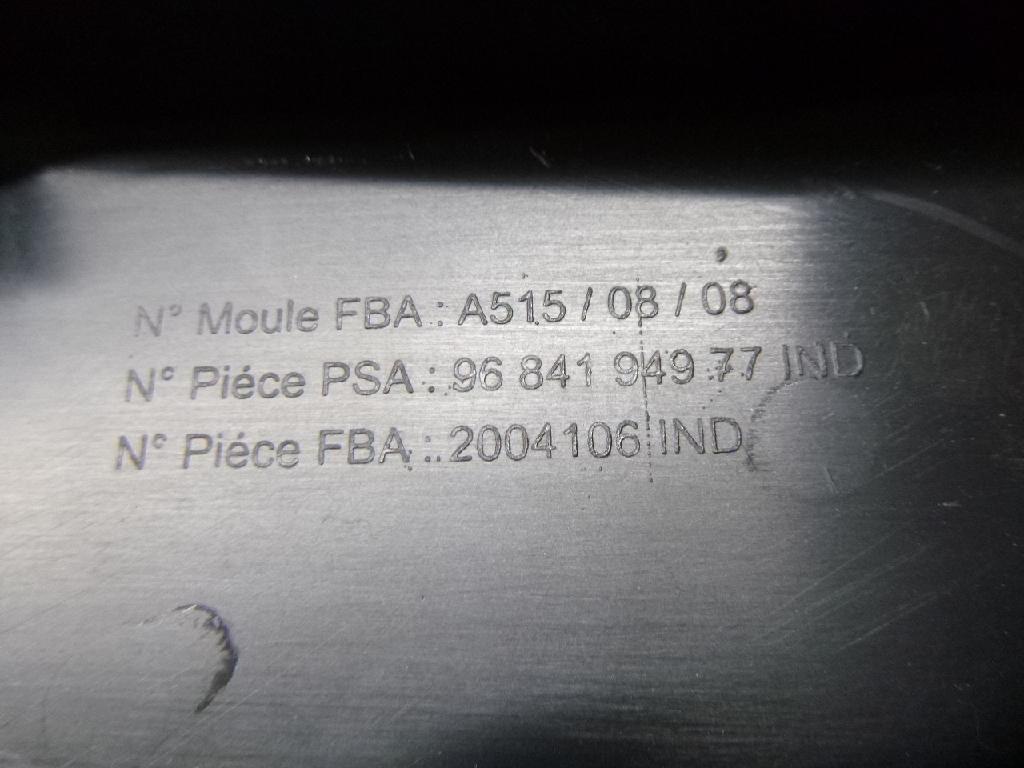 N° Moule FBA : A515 / 08 / 08
N° Piéce PSA : 96 841 949 77 IND
N° Piéce FBA : 2004106 IND